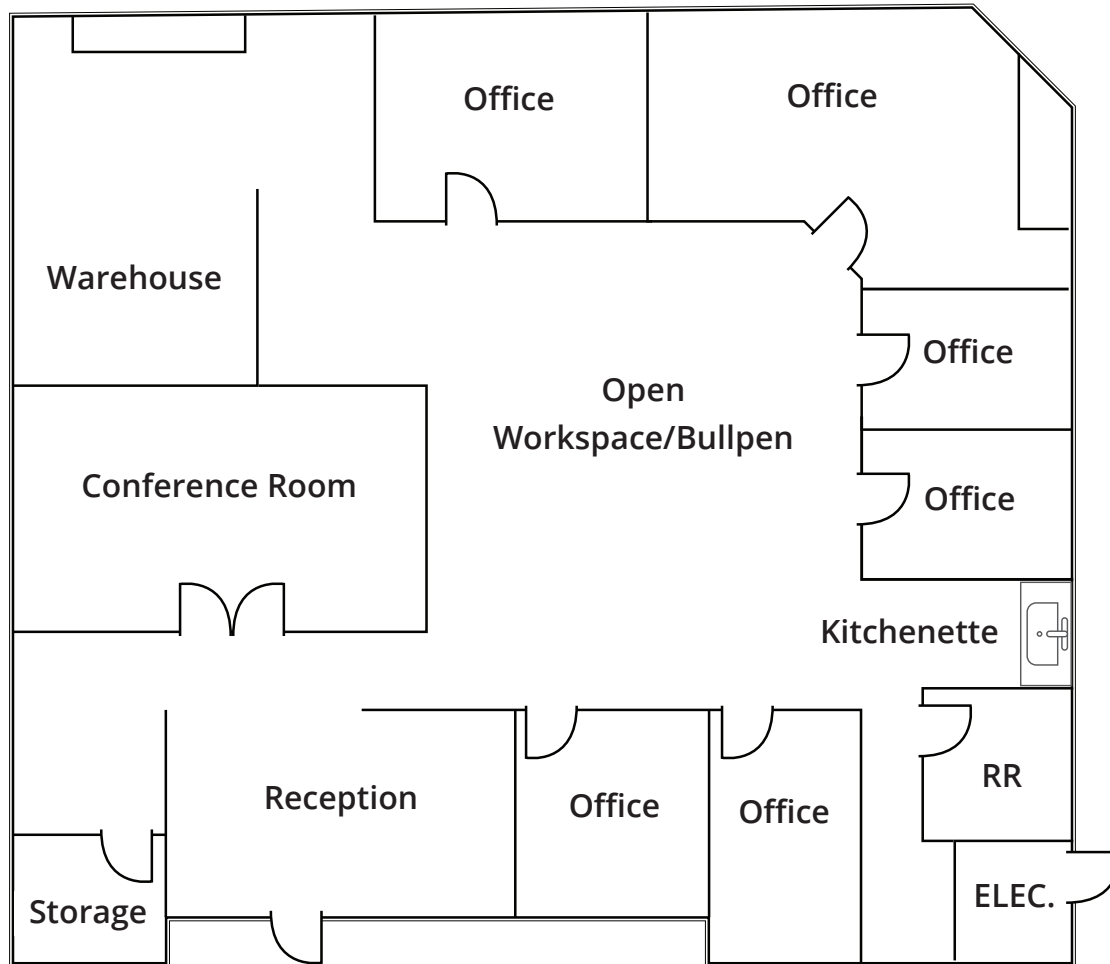 Office
Office
Warehouse
Office
Open
Workspace/Bullpen
Conference Room
Office
Kitchenette
Reception
Office
Office
RR
Storage
ELEC.